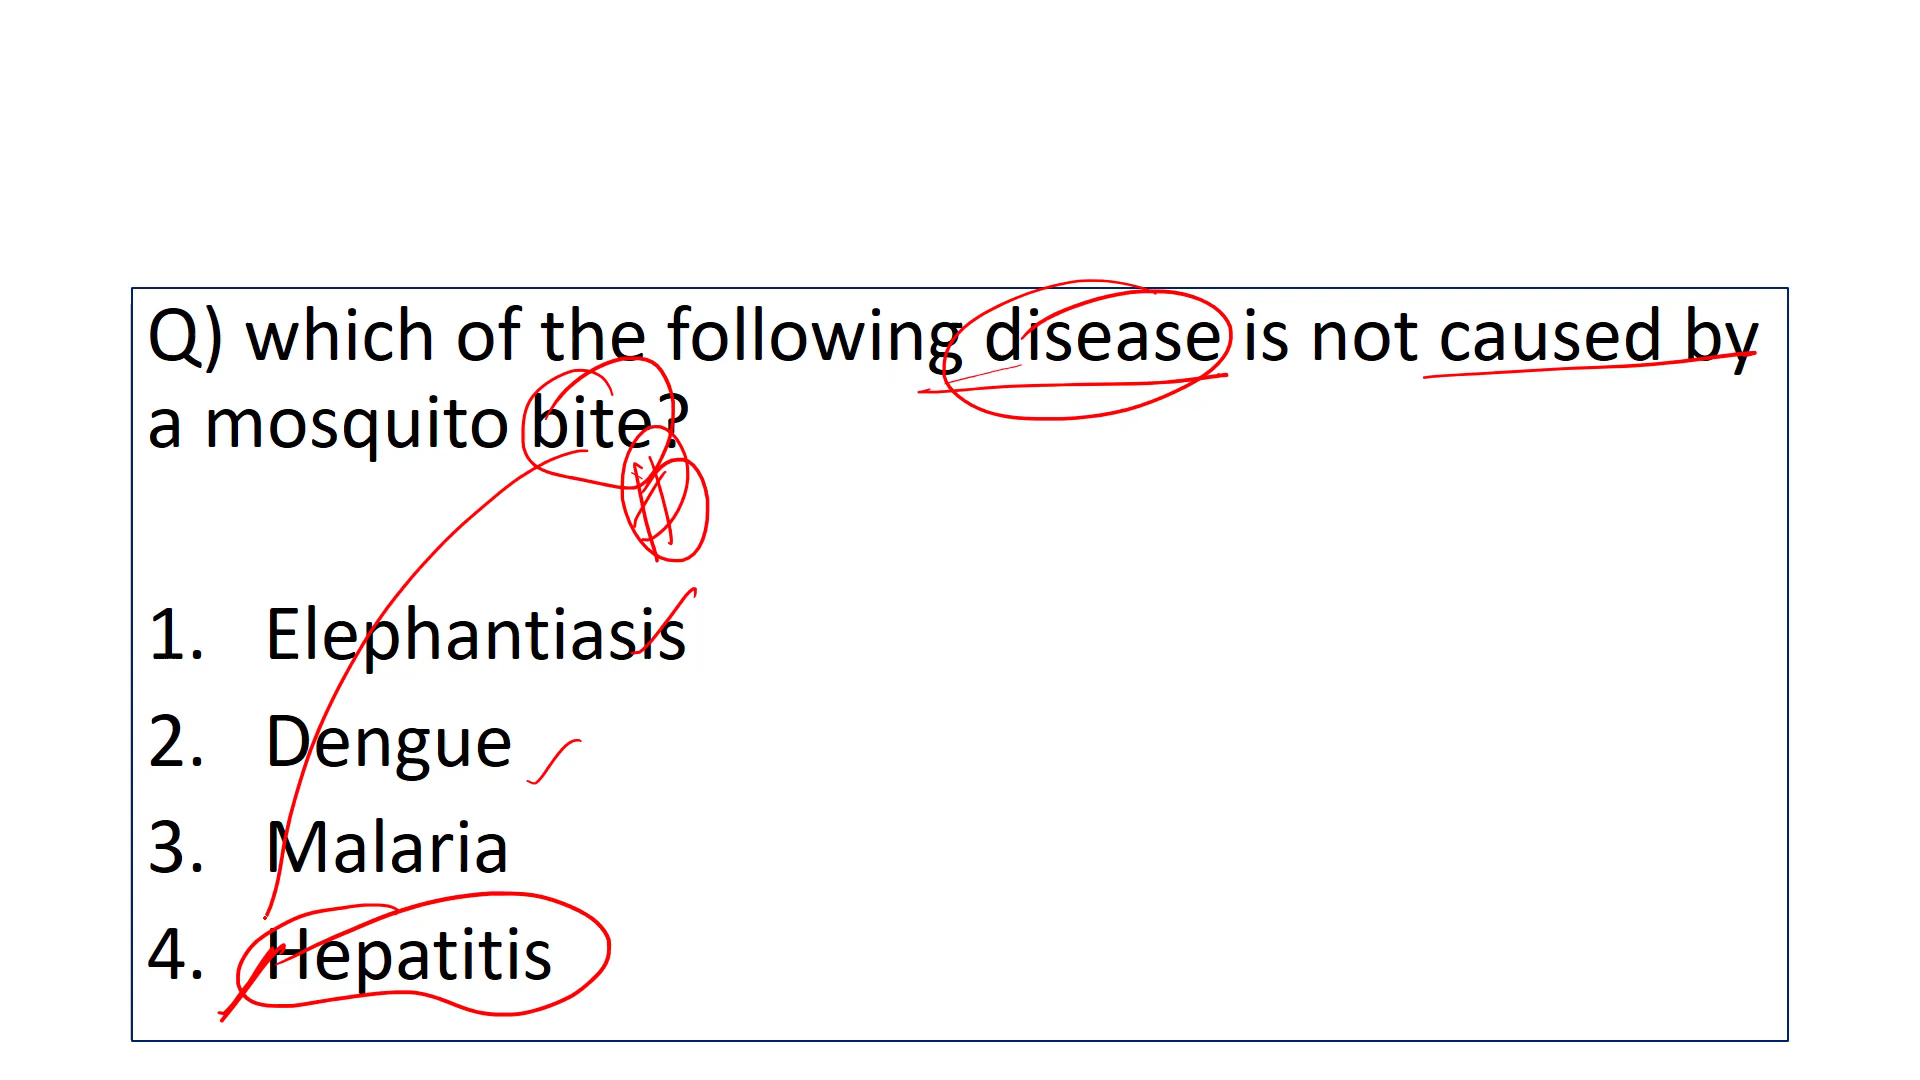 Q) which of the following disease is not caused by
a mosquito bite?
1. Elephantiasis
2. Dengue
3. Malaria
4. Hepatitis